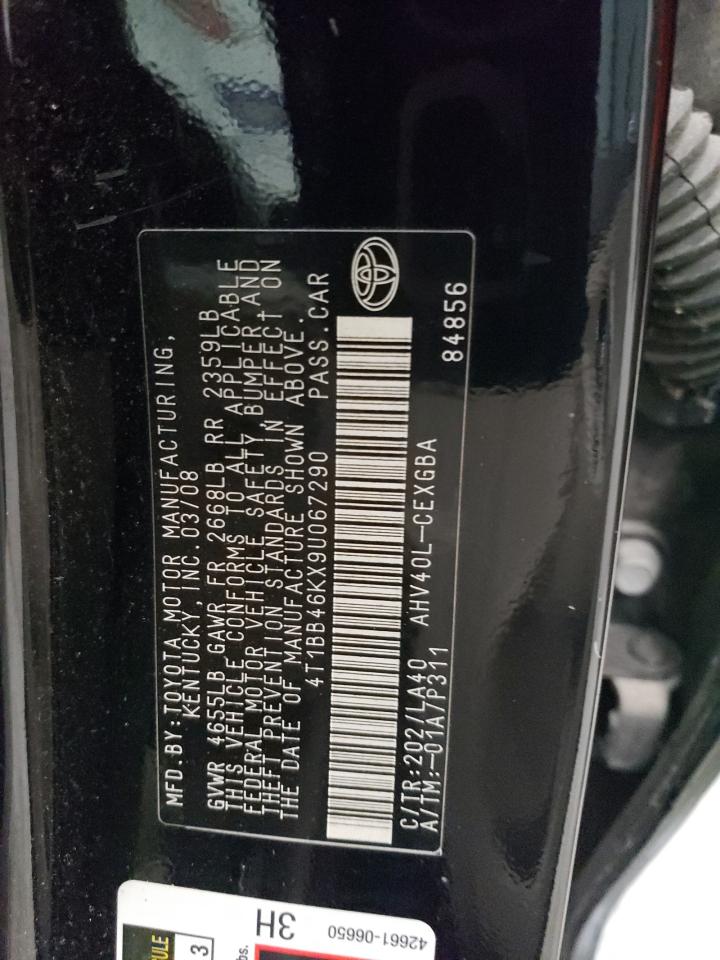 MFD.BY:TOYOTA MOTOR MANUFACTURING,
KENTUCKY, INC. 03/08
GVWR 4655LB GAWR FR 2668LB RR 2359LB
THIS VEHICLE CONFORMS TO ALL APPLICABLE
FEDERAL MOTOR VEHICLE SAFETY, BUMPER AND
THEFT PREVENTION STANDARDS IN EFFECT ON
THE DATE OF MANUFACTURE SHOWN ABOVE.
4T1BB46KX9U067290 PASS.CAR
C/TR:202/LA40 AHV40L-CEXGBA
A/TM:-01A7P311 84856
3H
42661-06650
3